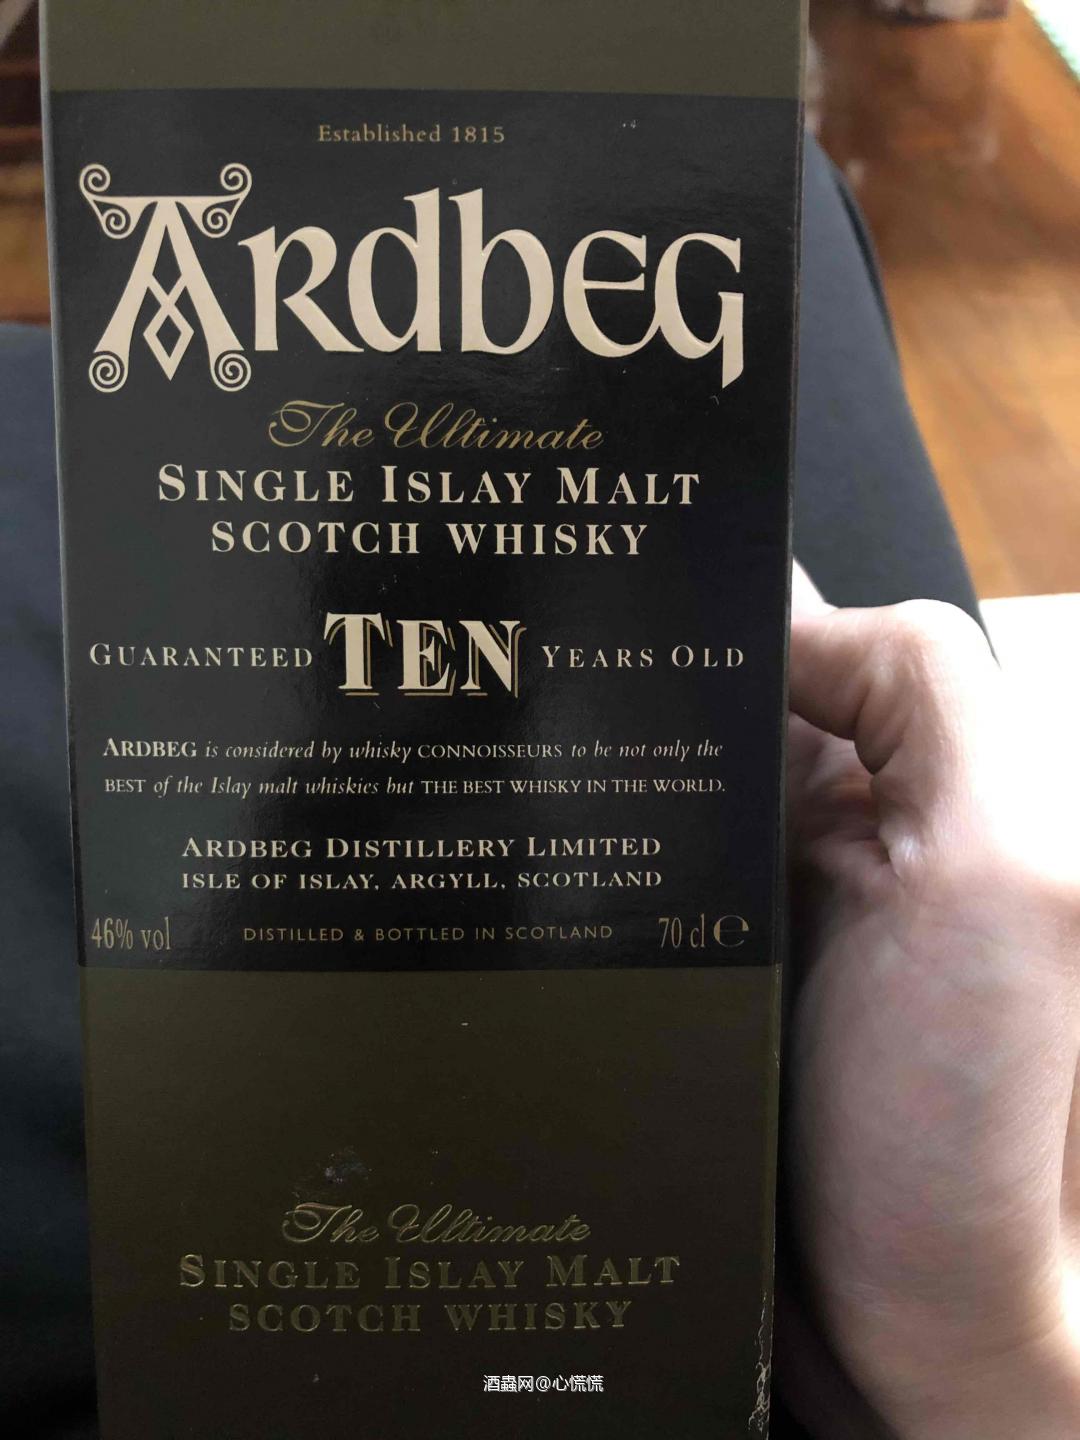 Established 1815
Ardbeg
The Ultimate
SINGLE ISLAY MALT
SCOTCH WHISKY
GUARANTEED TEN YEARS OLD
ARDBEG is considered by whisky CONNOISSEURS to be not only the
BEST of the Islay malt whiskies but THE BEST WHISKY IN THE WORLD.
ARDBEG DISTILLERY LIMITED
ISLE OF ISLAY, ARGYLL, SCOTLAND
46% vol DISTILLED & BOTTLED IN SCOTLAND 70 cl ℮
The Ultimate
SINGLE ISLAY MALT
SCOTCH WHISKY
酒蟲网@心慌慌